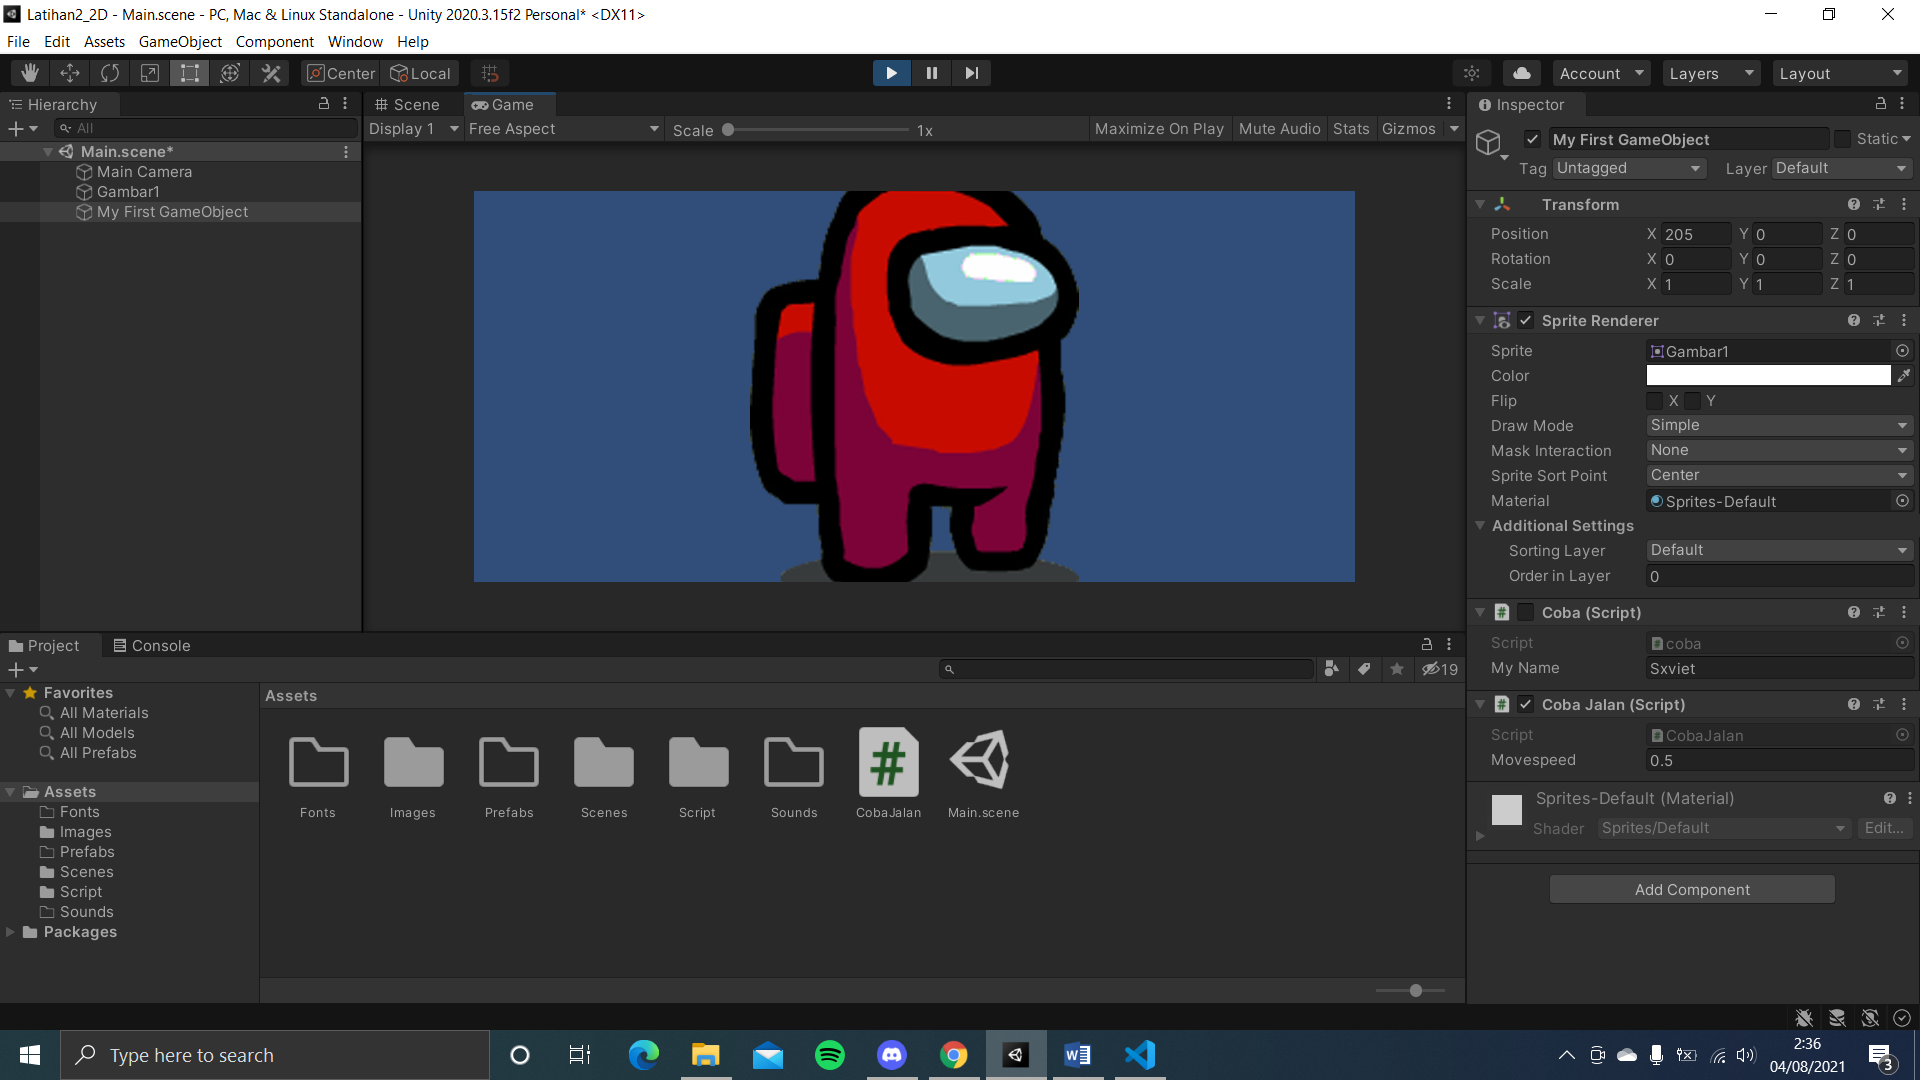 Latihan2_2D - Main.scene - PC, Mac & Linux Standalone - Unity 2020.3.15f2 Personal* <DX11>
File Edit Assets GameObject Component Window Help
Center Local Account Layers Layout
Hierarchy
All
Main.scene*
Main Camera
Gambar1
My First GameObject
Scene Game
Display 1 Free Aspect Scale 1x Maximize On Play Mute Audio Stats Gizmos
Inspector
My First GameObject Static
Tag Untagged Layer Default
Transform
Position X 205 Y 0 Z 0
Rotation X 0 Y 0 Z 0
Scale X 1 Y 1 Z 1
Sprite Renderer
Sprite Gambar1
Color
Flip X Y
Draw Mode Simple
Mask Interaction None
Sprite Sort Point Center
Material Sprites-Default
Additional Settings
Sorting Layer Default
Order in Layer 0
# Coba (Script)
Script # coba
My Name Sxviet
# Coba Jalan (Script)
Script # CobaJalan
Movespeed 0.5
Sprites-Default (Material)
Shader Sprites/Default Edit...
Add Component
Project Console
19
Favorites
All Materials
All Models
All Prefabs
Assets
Fonts
Images
Prefabs
Scenes
Script
Sounds
Packages
Assets
#
Fonts Images Prefabs Scenes Script Sounds CobaJalan Main.scene
Type here to search
W
2:36
04/08/2021
3